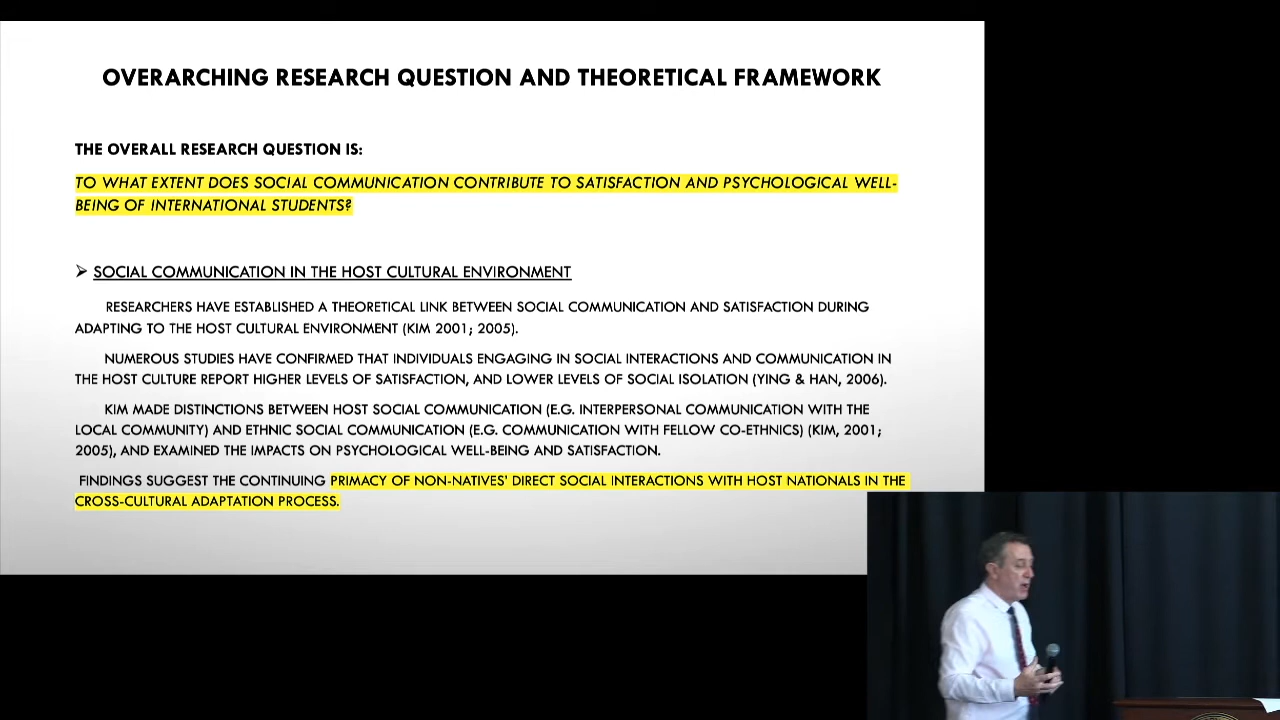 OVERARCHING RESEARCH QUESTION AND THEORETICAL FRAMEWORK
THE OVERALL RESEARCH QUESTION IS:
TO WHAT EXTENT DOES SOCIAL COMMUNICATION CONTRIBUTE TO SATISFACTION AND PSYCHOLOGICAL WELL-
BEING OF INTERNATIONAL STUDENTS?
➢ SOCIAL COMMUNICATION IN THE HOST CULTURAL ENVIRONMENT
RESEARCHERS HAVE ESTABLISHED A THEORETICAL LINK BETWEEN SOCIAL COMMUNICATION AND SATISFACTION DURING
ADAPTING TO THE HOST CULTURAL ENVIRONMENT (KIM 2001; 2005).
NUMEROUS STUDIES HAVE CONFIRMED THAT INDIVIDUALS ENGAGING IN SOCIAL INTERACTIONS AND COMMUNICATION IN
THE HOST CULTURE REPORT HIGHER LEVELS OF SATISFACTION, AND LOWER LEVELS OF SOCIAL ISOLATION (YING & HAN, 2006).
KIM MADE DISTINCTIONS BETWEEN HOST SOCIAL COMMUNICATION (E.G. INTERPERSONAL COMMUNICATION WITH THE
LOCAL COMMUNITY) AND ETHNIC SOCIAL COMMUNICATION (E.G. COMMUNICATION WITH FELLOW CO-ETHNICS) (KIM, 2001;
2005), AND EXAMINED THE IMPACTS ON PSYCHOLOGICAL WELL-BEING AND SATISFACTION.
FINDINGS SUGGEST THE CONTINUING PRIMACY OF NON-NATIVES' DIRECT SOCIAL INTERACTIONS WITH HOST NATIONALS IN THE
CROSS-CULTURAL ADAPTATION PROCESS.